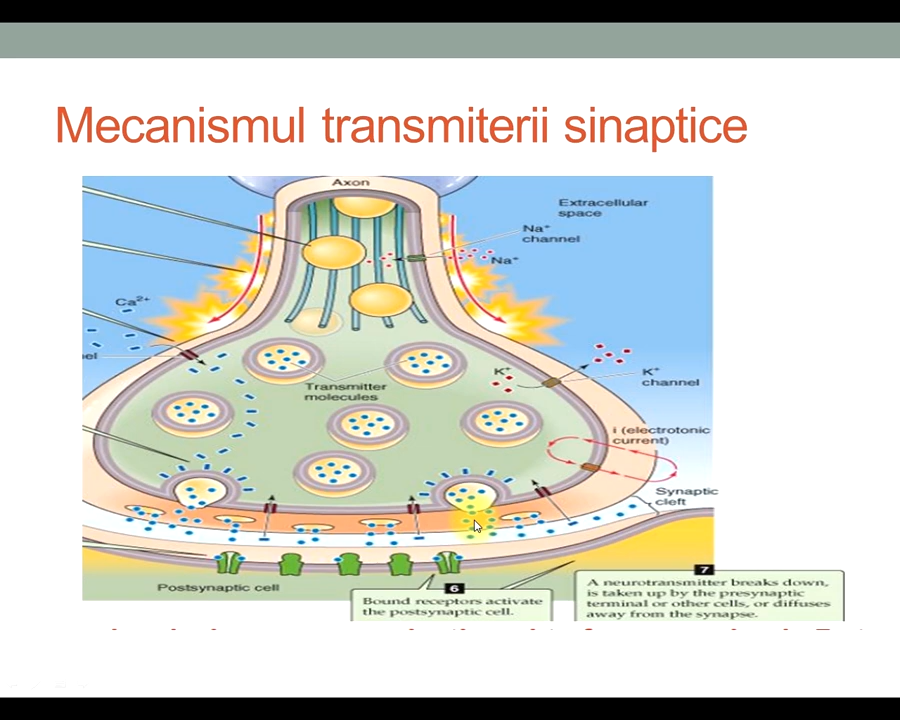 Mecanismul transmiterii sinaptice
Axon
Extracellular
space
Na⁺
channel
Na⁺
Ca²⁺
el
K⁺
K⁺
channel
Transmitter
molecules
i (electrotonic
current)
Synaptic
cleft
Postsynaptic cell
6
Bound receptors activate
the postsynaptic cell.
7
A neurotransmitter breaks down,
is taken up by the presynaptic
terminal or other cells, or diffuses
away from the synapse.